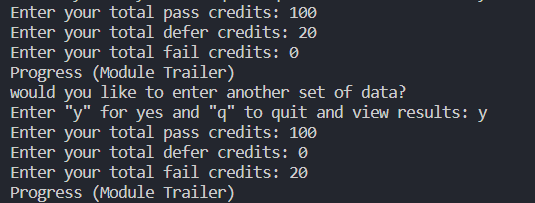 Enter your total pass credits: 100
Enter your total defer credits: 20
Enter your total fail credits: 0
Progress (Module Trailer)
would you like to enter another set of data?
Enter "y" for yes and "q" to quit and view results: y
Enter your total pass credits: 100
Enter your total defer credits: 0
Enter your total fail credits: 20
Progress (Module Trailer)